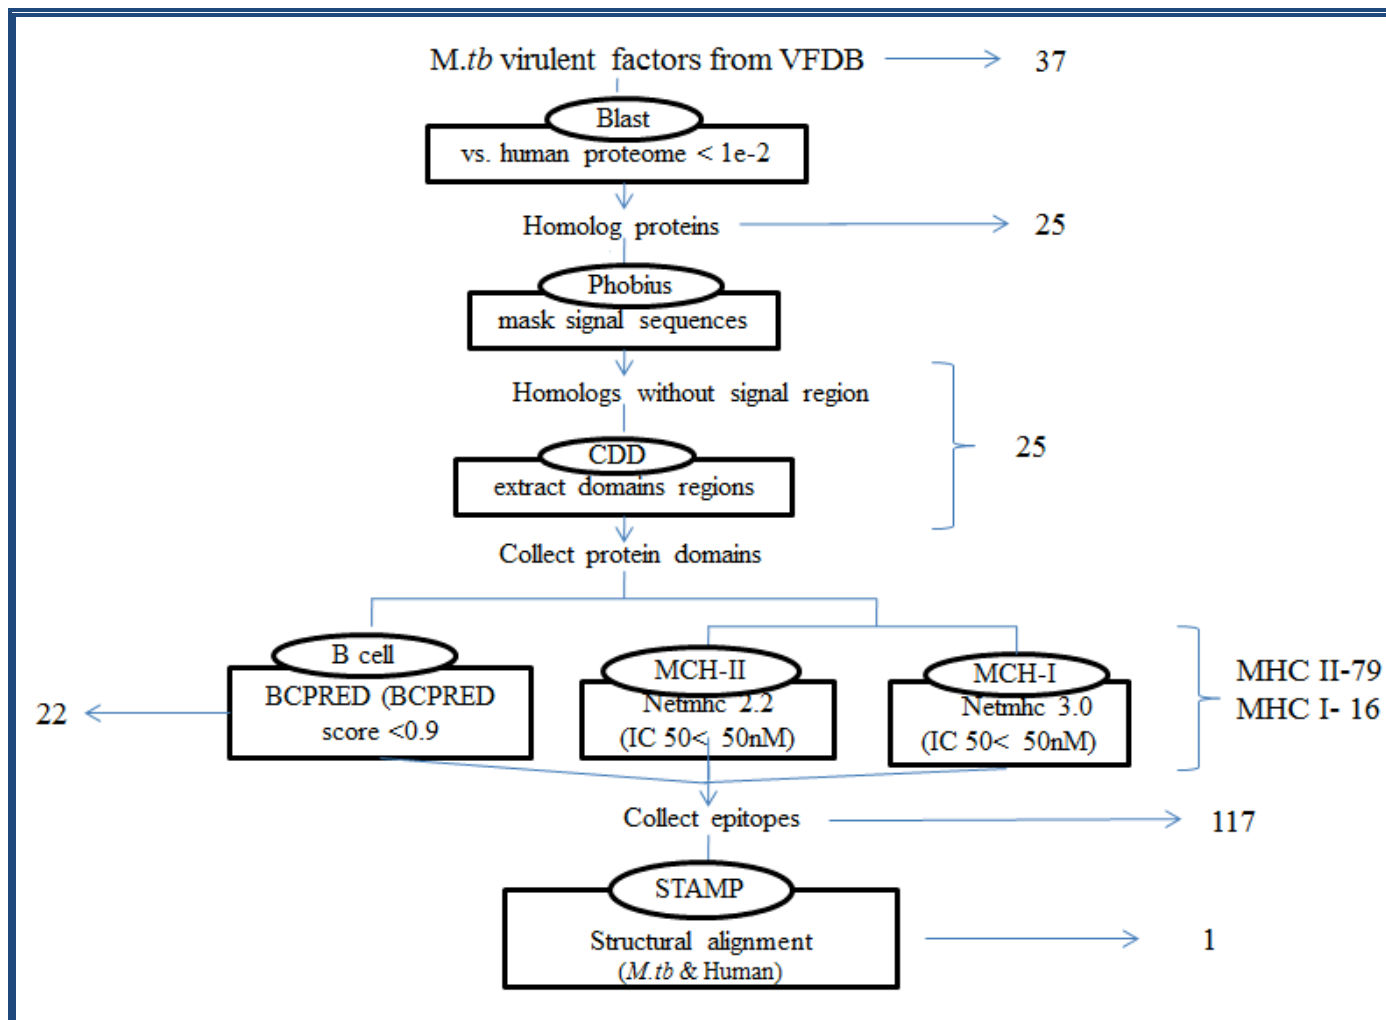 M.tb virulent factors from VFDB
37
Blast
vs. human proteome < 1e-2
Homolog proteins
25
Phobius
mask signal sequences
Homologs without signal region
25
CDD
extract domains regions
Collect protein domains
B cell
BCPRED (BCPRED
score <0.9
22
MCH-II
Netmhc 2.2
(IC 50< 50nM)
MCH-I
Netmhc 3.0
(IC 50< 50nM)
MHC II-79
MHC I- 16
Collect epitopes
117
STAMP
Structural alignment
(M.tb & Human)
1